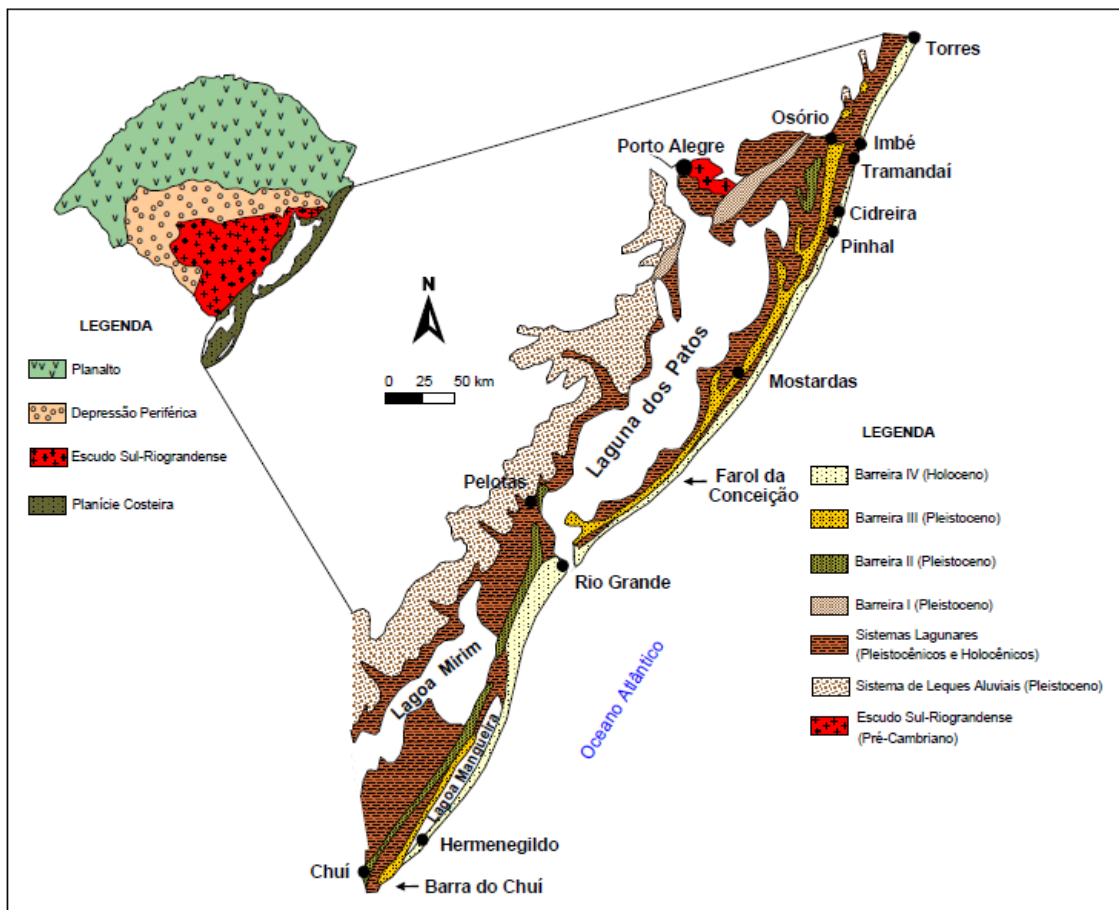 Torres
Osório
Imbé
Porto Alegre
Tramandaí
Cidreira
Pinhal
N
LEGENDA
Planalto
Depressão Periférica
Escudo Sul-Riograndense
Planície Costeira
0 25 50 km
Laguna dos Patos
Mostardas
Pelotas
Farol da
Conceição
Rio Grande
Lagoa Mirim
Oceano Atlântico
Lagoa Mangueira
Hermenegildo
Chuí
Barra do Chuí
LEGENDA
Barreira IV (Holoceno)
Barreira III (Pleistoceno)
Barreira II (Pleistoceno)
Barreira I (Pleistoceno)
Sistemas Lagunares
(Pleistocênicos e Holocênicos)
Sistema de Leques Aluviais (Pleistoceno)
Escudo Sul-Riograndense
(Pré-Cambriano)